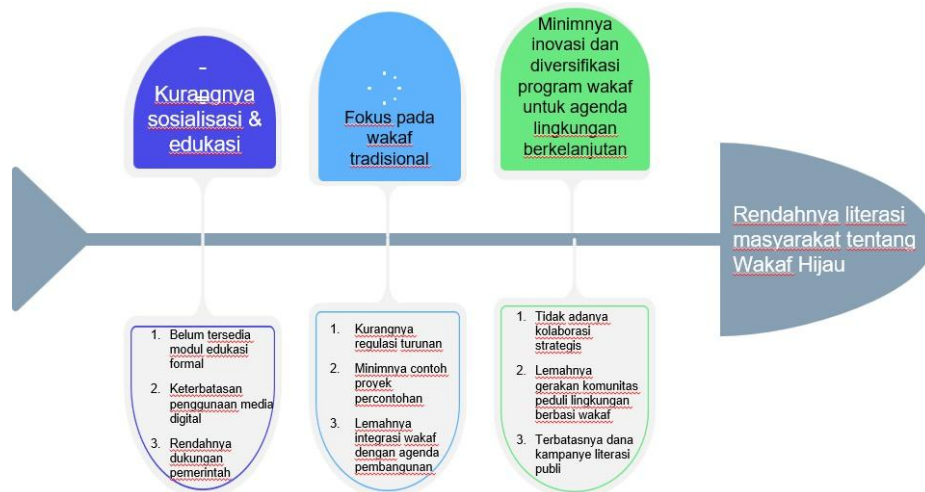 Kurangnya
sosialisasi &
edukasi
Fokus pada
wakaf
tradisional
Minimnya
inovasi dan
diversifikasi
program wakaf
untuk agenda
lingkungan
berkelanjutan
Rendahnya literasi
masyarakat tentang
Wakaf Hijau
1. Belum tersedia
modul edukasi
formal
2. Keterbatasan
penggunaan media
digital
3. Rendahnya
dukungan
pemerintah
1. Kurangnya
regulasi turunan
2. Minimnya contoh
proyek
percontohan
3. Lemahnya
integrasi wakaf
dengan agenda
pembangunan
1. Tidak adanya
kolaborasi
strategis
2. Lemahnya
gerakan komunitas
peduli lingkungan
berbasi wakaf
3. Terbatasnya dana
kampanye literasi
publi